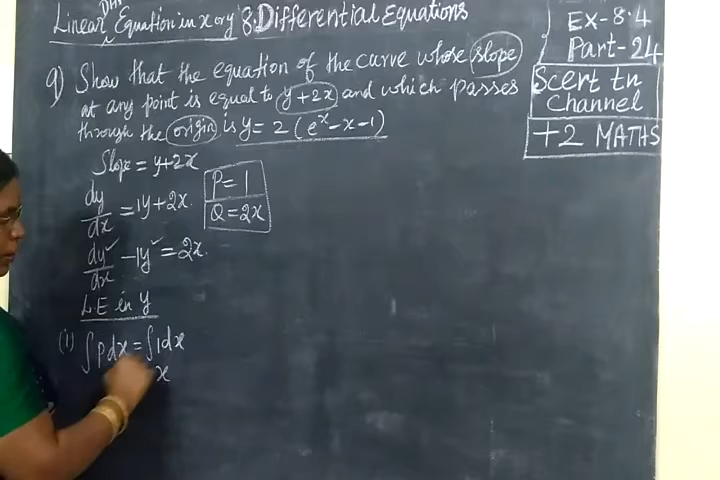 Linear Diff Equation in x or y 8. Differential Equations
Ex-8.4
Part-24
Scert tn
Channel
+2 MATHS
9) Show that the equation of the curve whose slope
at any point is equal to y+2x and which passes
through the origin is y = 2(eˣ-x-1)
Slope = y+2x
dy/dx = 1y+2x.
P=1
Q=2x
dy/dx - 1y = 2x.
L.E in y
(i) ∫Pdx = ∫1dx
x